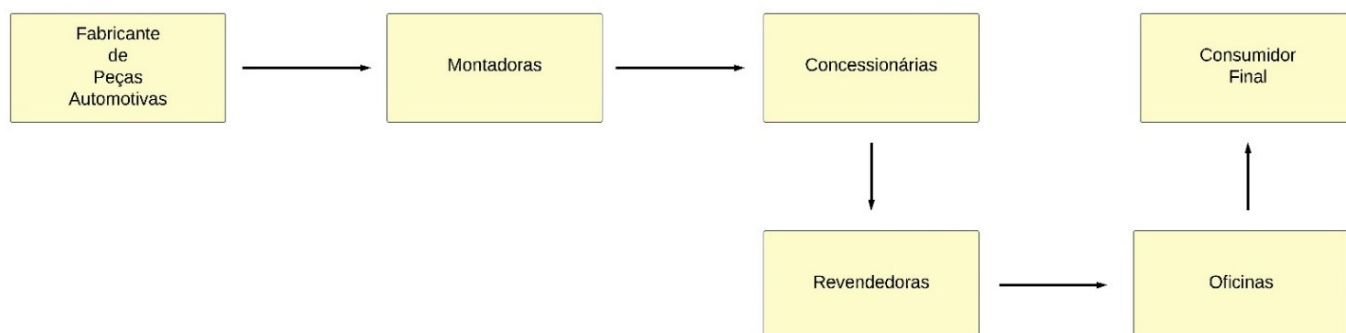 Fabricante
de
Peças
Automotivas
Montadoras
Concessionárias
Consumidor
Final
Revendedoras
Oficinas